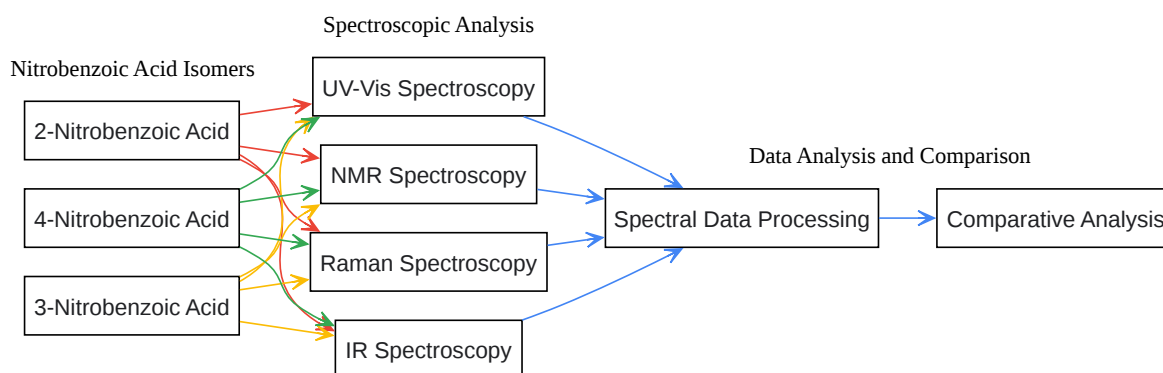 Spectroscopic Analysis
Nitrobenzoic Acid Isomers
UV-Vis Spectroscopy
2-Nitrobenzoic Acid
Data Analysis and Comparison
NMR Spectroscopy
4-Nitrobenzoic Acid
Spectral Data Processing
Comparative Analysis
Raman Spectroscopy
3-Nitrobenzoic Acid
IR Spectroscopy